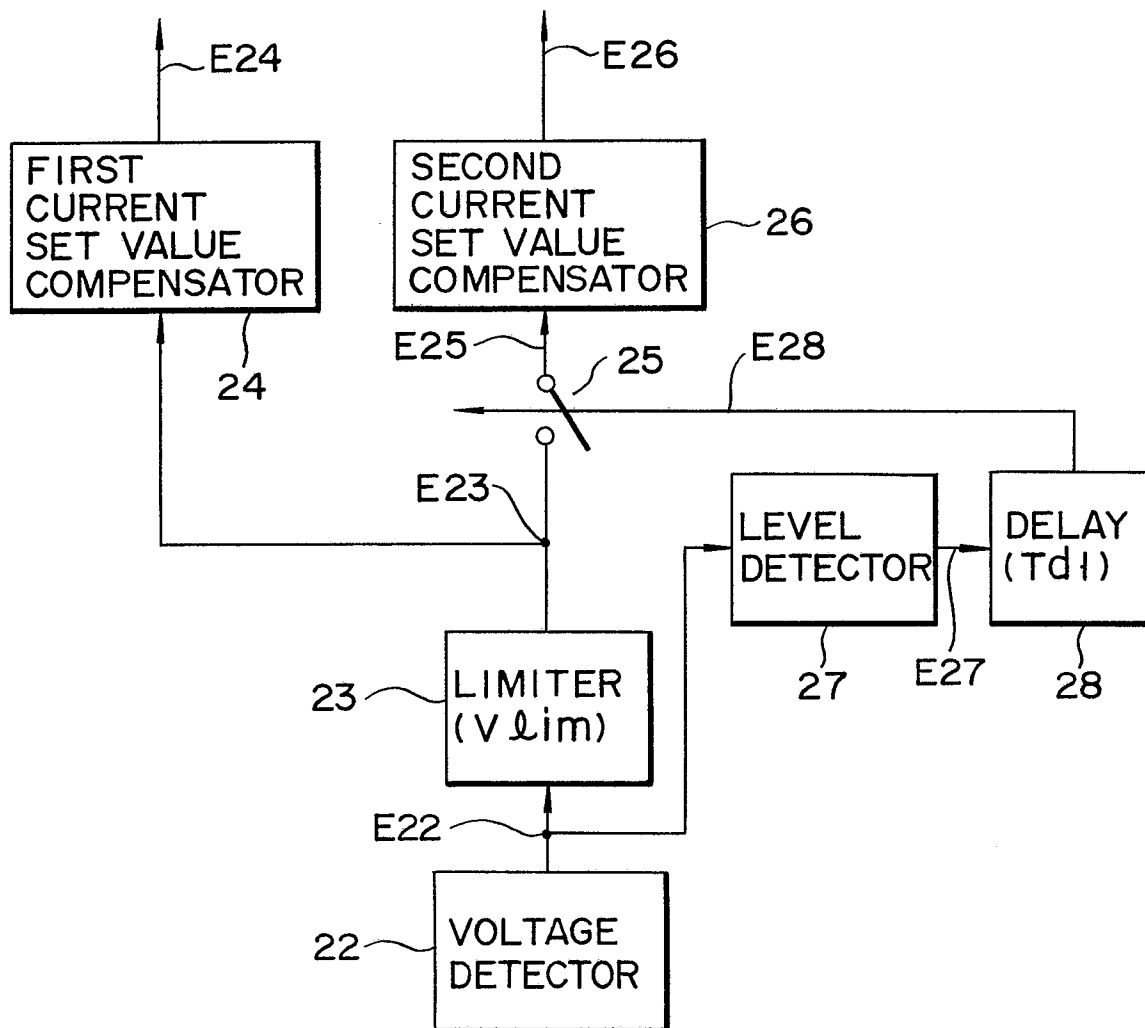 E24
E26
FIRST
CURRENT
SET VALUE
COMPENSATOR
SECOND
CURRENT
SET VALUE
COMPENSATOR
26
24
E25
25
E28
E23
LEVEL
DETECTOR
DELAY
(Td1)
27
E27
28
23
LIMITER
(Vlim)
E22
22
VOLTAGE
DETECTOR